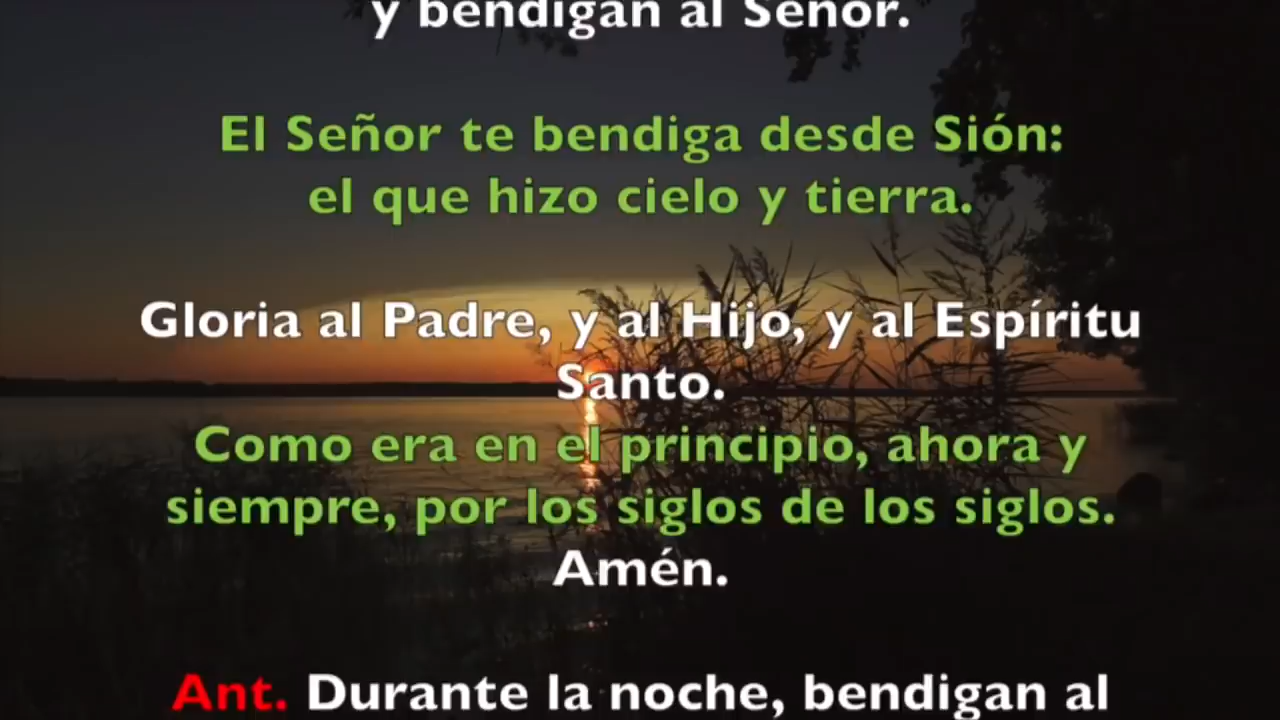 y bendigan al Señor.
El Señor te bendiga desde Sión:
el que hizo cielo y tierra.
Gloria al Padre, y al Hijo, y al Espíritu
Santo.
Como era en el principio, ahora y
siempre, por los siglos de los siglos.
Amén.
Ant. Durante la noche, bendigan al